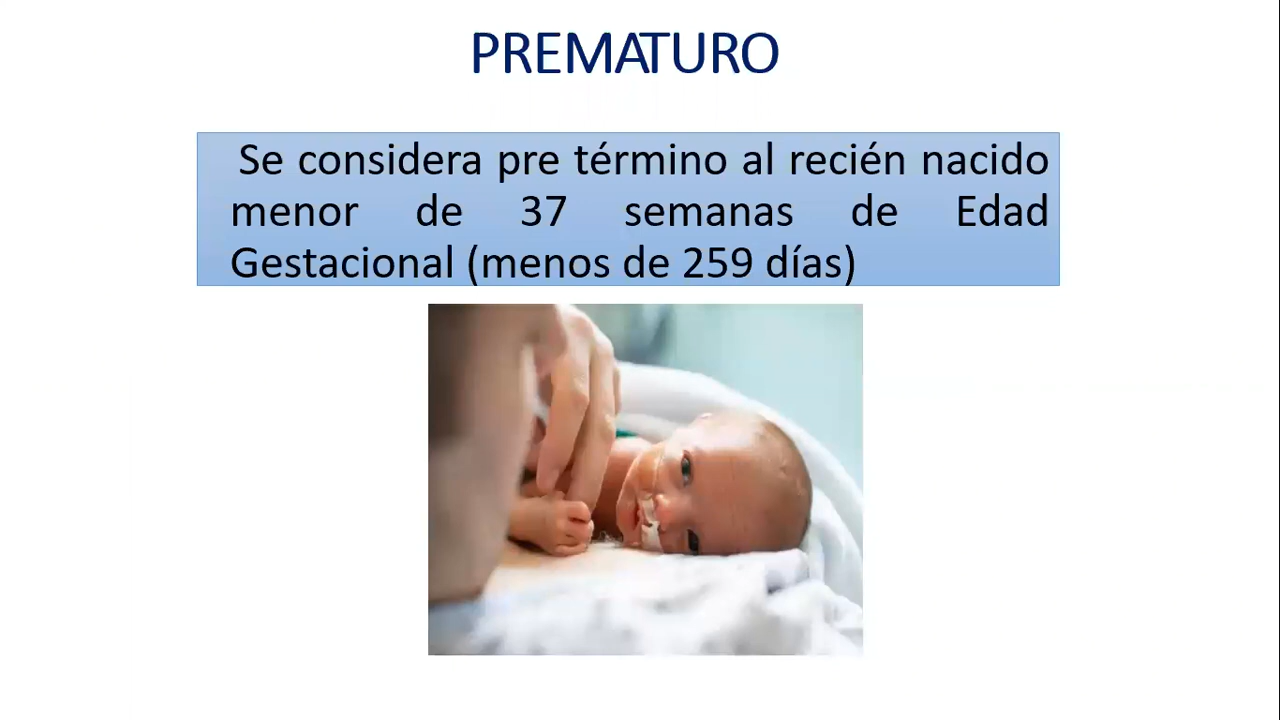 PREMATURO
Se considera pre término al recién nacido
menor de 37 semanas de Edad
Gestacional (menos de 259 días)